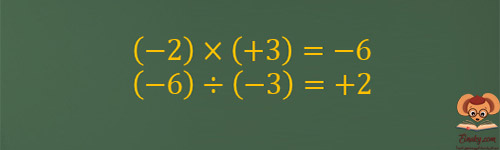 (−2) × (+3) = −6
(−6) ÷ (−3) = +2